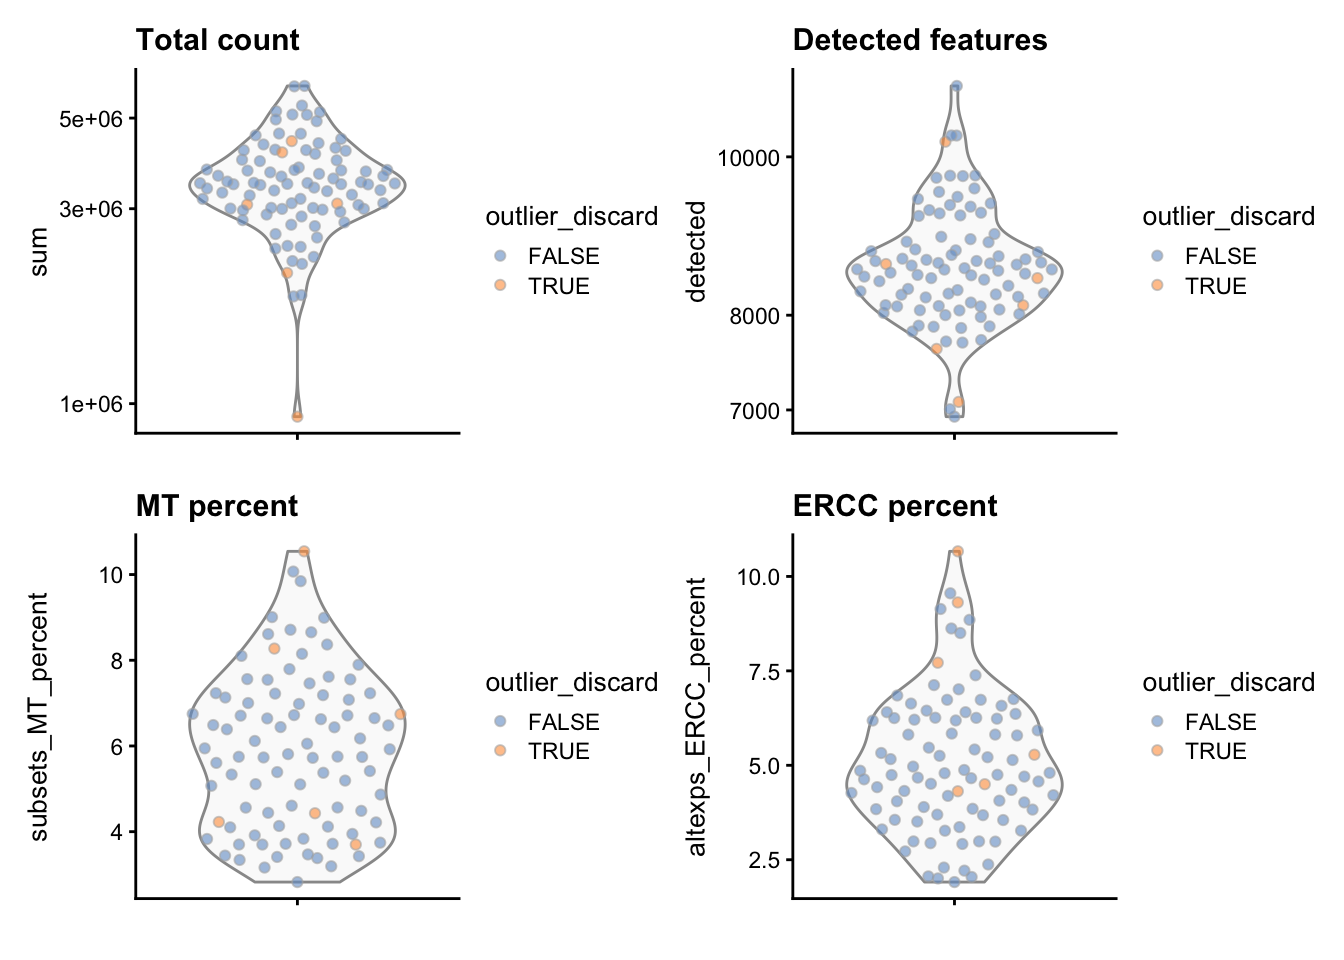 Total count
sum
5e+06
3e+06
1e+06
outlier_discard
FALSE
TRUE
Detected features
detected
10000
8000
7000
outlier_discard
FALSE
TRUE
MT percent
subsets_MT_percent
10
8
6
4
outlier_discard
FALSE
TRUE
ERCC percent
altexps_ERCC_percent
10.0
7.5
5.0
2.5
outlier_discard
FALSE
TRUE